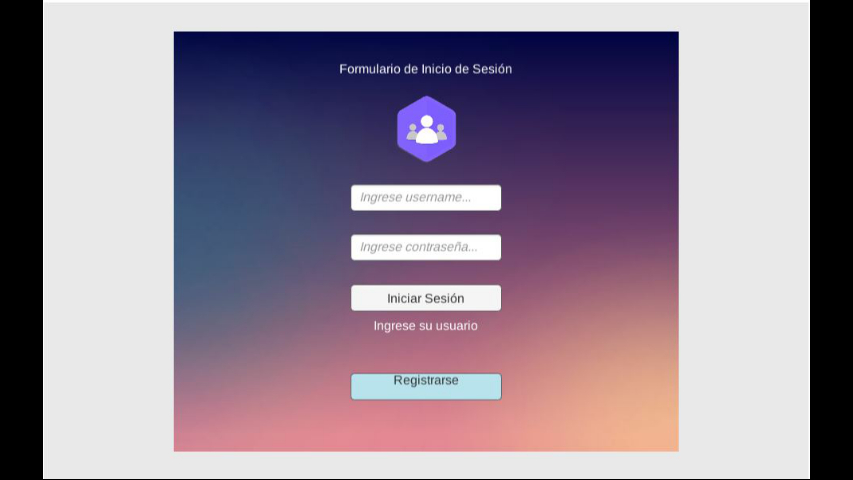 Formulario de Inicio de Sesión
Ingrese username...
Ingrese contraseña...
Iniciar Sesión
Ingrese su usuario
Registrarse